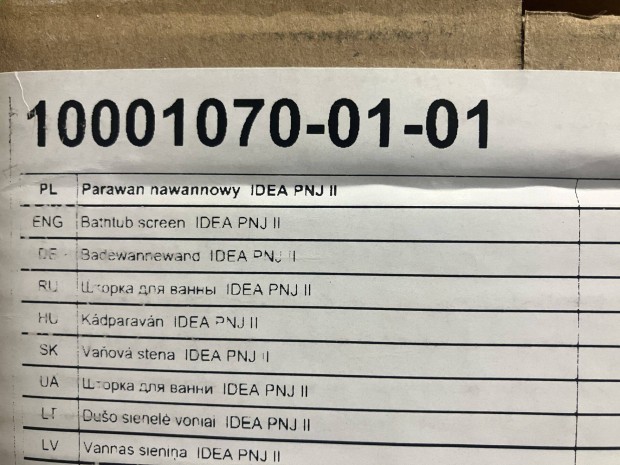 10001070-01-01
PL Parawan nawannowy IDEA PNJ II
ENG Bathtub screen IDEA PNJ II
DE Badewannewand IDEA PNJ II
RU Шторка для ванны IDEA PNJ II
HU Kádparaván IDEA PNJ II
SK Vaňová stena IDEA PNJ II
UA Шторка для ванни IDEA PNJ II
LT Dušo sienelė voniai IDEA PNJ II
LV Vannas sieniņa IDEA PNJ II